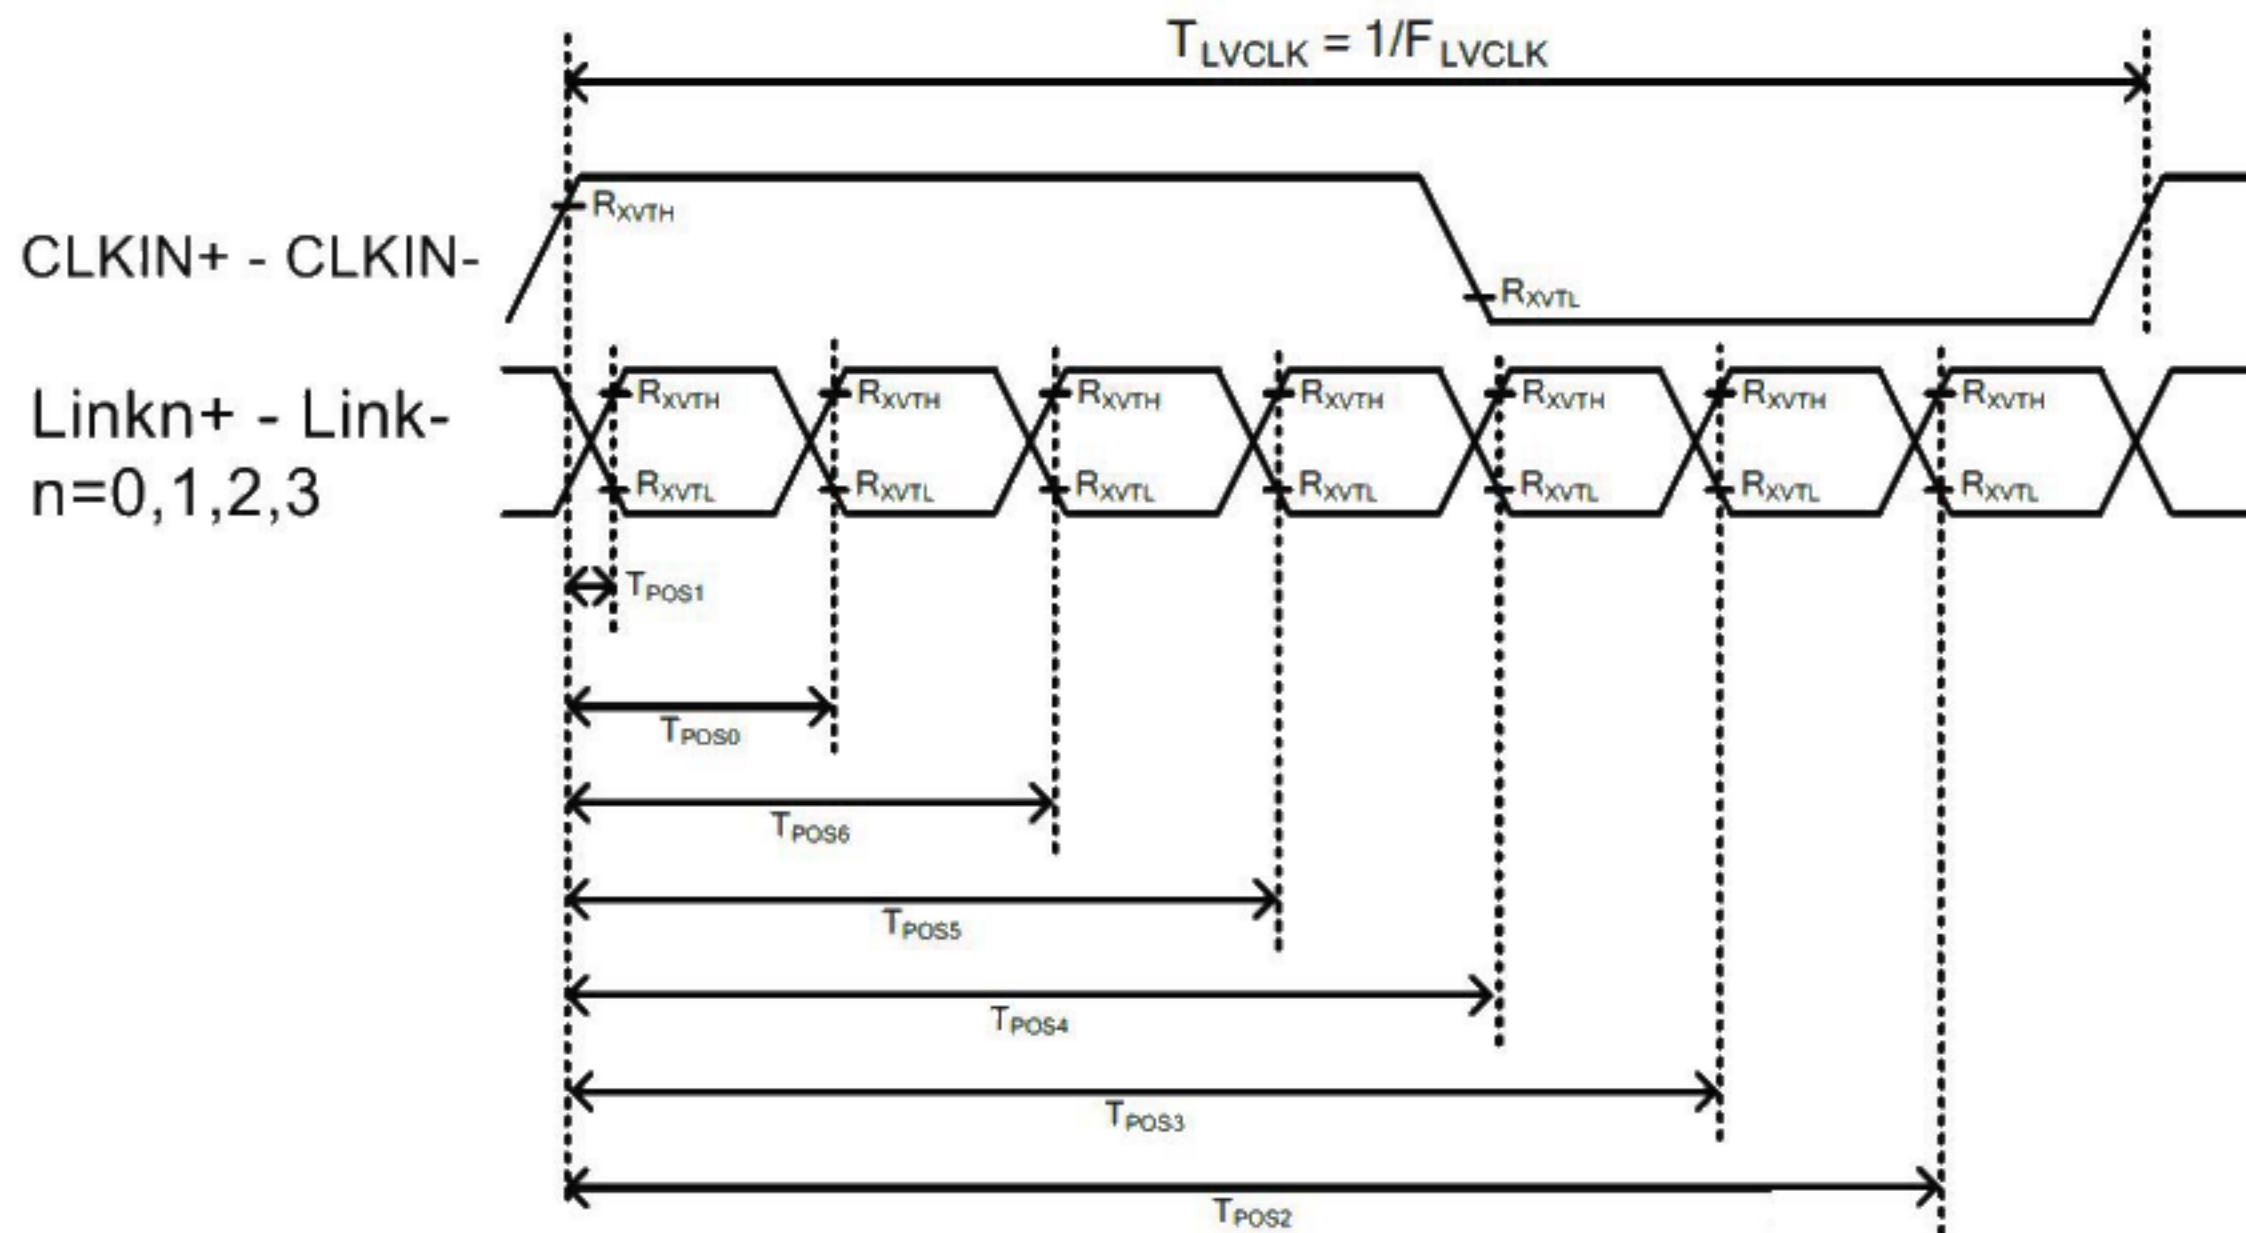 TLVCLK = 1/FLVCLK
RXVTH
CLKIN+ - CLKIN-
RXVTL
Linkn+ - Link-
n=0,1,2,3
RXVTH RXVTH RXVTH RXVTH RXVTH RXVTH RXVTH
RXVTL RXVTL RXVTL RXVTL RXVTL RXVTL RXVTL
TPOS1
TPOS0
TPOS6
TPOS5
TPOS4
TPOS3
TPOS2